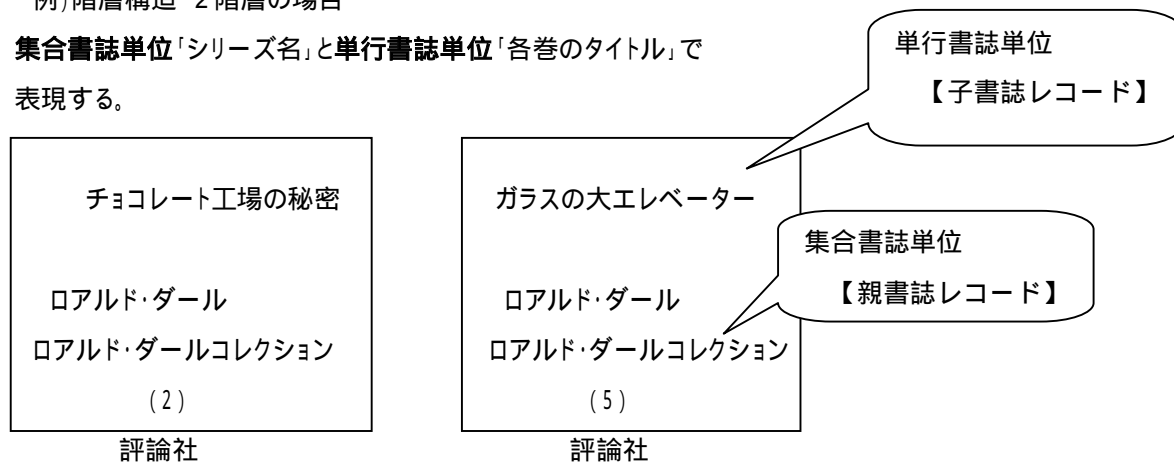 例)階層構造 2階層の場合
集合書誌単位「シリーズ名」と単行書誌単位「各巻のタイトル」で
表現する。
単行書誌単位
【子書誌レコード】
チョコレート工場の秘密
ロアルド・ダール
ロアルド・ダールコレクション
(2)
評論社
ガラスの大エレベーター
ロアルド・ダール
ロアルド・ダールコレクション
(5)
評論社
集合書誌単位
【親書誌レコード】